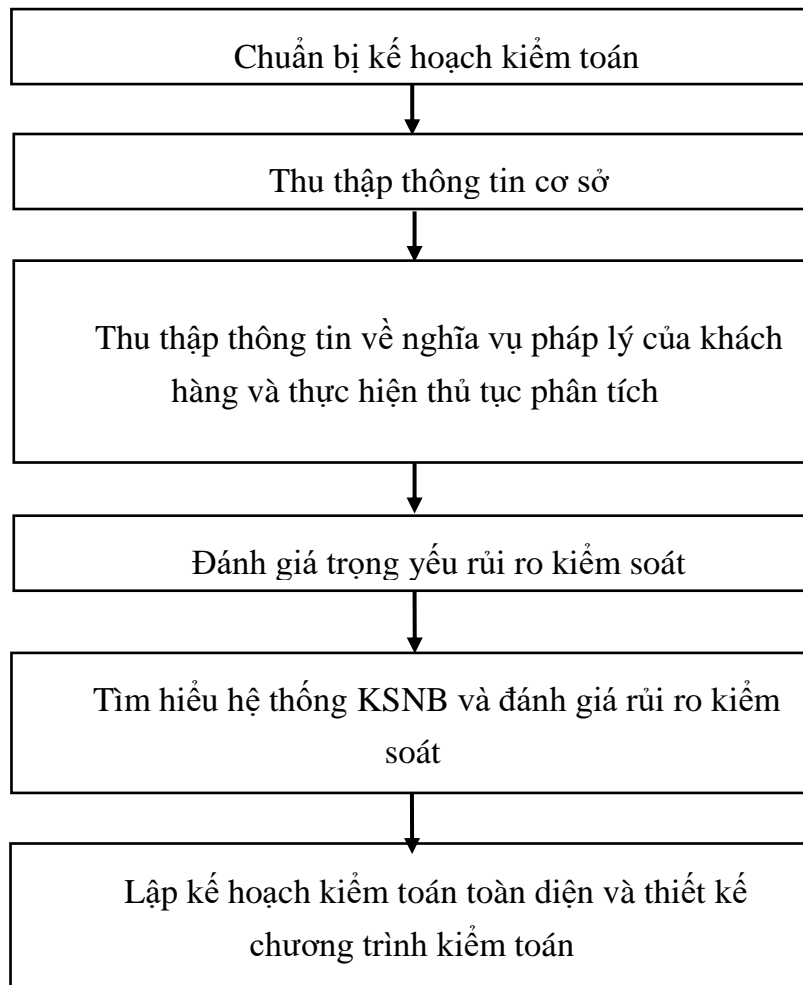 Chuẩn bị kế hoạch kiểm toán
Thu thập thông tin cơ sở
Thu thập thông tin về nghĩa vụ pháp lý của khách
hàng và thực hiện thủ tục phân tích
Đánh giá trọng yếu rủi ro kiểm soát
Tìm hiểu hệ thống KSNB và đánh giá rủi ro kiểm
soát
Lập kế hoạch kiểm toán toàn diện và thiết kế
chương trình kiểm toán